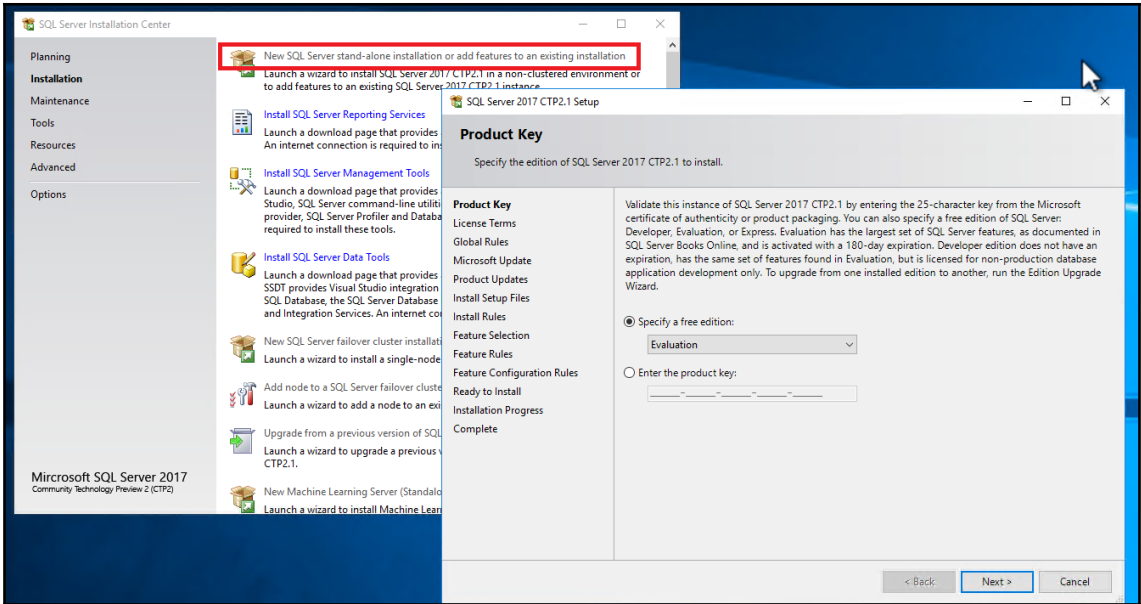 SQL Server Installation Center
Planning
Installation
Maintenance
Tools
Resources
Advanced
Options
Mircrosoft SQL Server 2017
Community Technology Preview 2 (CTP2)
New SQL Server stand-alone installation or add features to an existing installation
Launch a wizard to install SQL Server 2017 CTP2.1 in a non-clustered environment or
to add features to an existing SQL Server 2017 CTP2.1 instance.
Install SQL Server Reporting Services
Launch a download page that provides
An internet connection is required to ins
Install SQL Server Management Tools
Launch a download page that provides
Studio, SQL Server command-line utiliti
provider, SQL Server Profiler and Databa
required to install these tools.
Install SQL Server Data Tools
Launch a download page that provides
SSDT provides Visual Studio integration
SQL Database, the SQL Server Database
and Integration Services. An internet co
New SQL Server failover cluster installati
Launch a wizard to install a single-node
Add node to a SQL Server failover cluste
Launch a wizard to add a node to an exi
Upgrade from a previous version of SQL
Launch a wizard to upgrade a previous v
CTP2.1.
New Machine Learning Server (Standalo
Launch a wizard to install Machine Learn
SQL Server 2017 CTP2.1 Setup
Product Key
Specify the edition of SQL Server 2017 CTP2.1 to install.
Product Key
License Terms
Global Rules
Microsoft Update
Product Updates
Install Setup Files
Install Rules
Feature Selection
Feature Rules
Feature Configuration Rules
Ready to Install
Installation Progress
Complete
Validate this instance of SQL Server 2017 CTP2.1 by entering the 25-character key from the Microsoft
certificate of authenticity or product packaging. You can also specify a free edition of SQL Server:
Developer, Evaluation, or Express. Evaluation has the largest set of SQL Server features, as documented in
SQL Server Books Online, and is activated with a 180-day expiration. Developer edition does not have an
expiration, has the same set of features found in Evaluation, but is licensed for non-production database
application development only. To upgrade from one installed edition to another, run the Edition Upgrade
Wizard.
Specify a free edition:
Evaluation
Enter the product key:
_____-_____-_____-_____-_____
< Back
Next >
Cancel